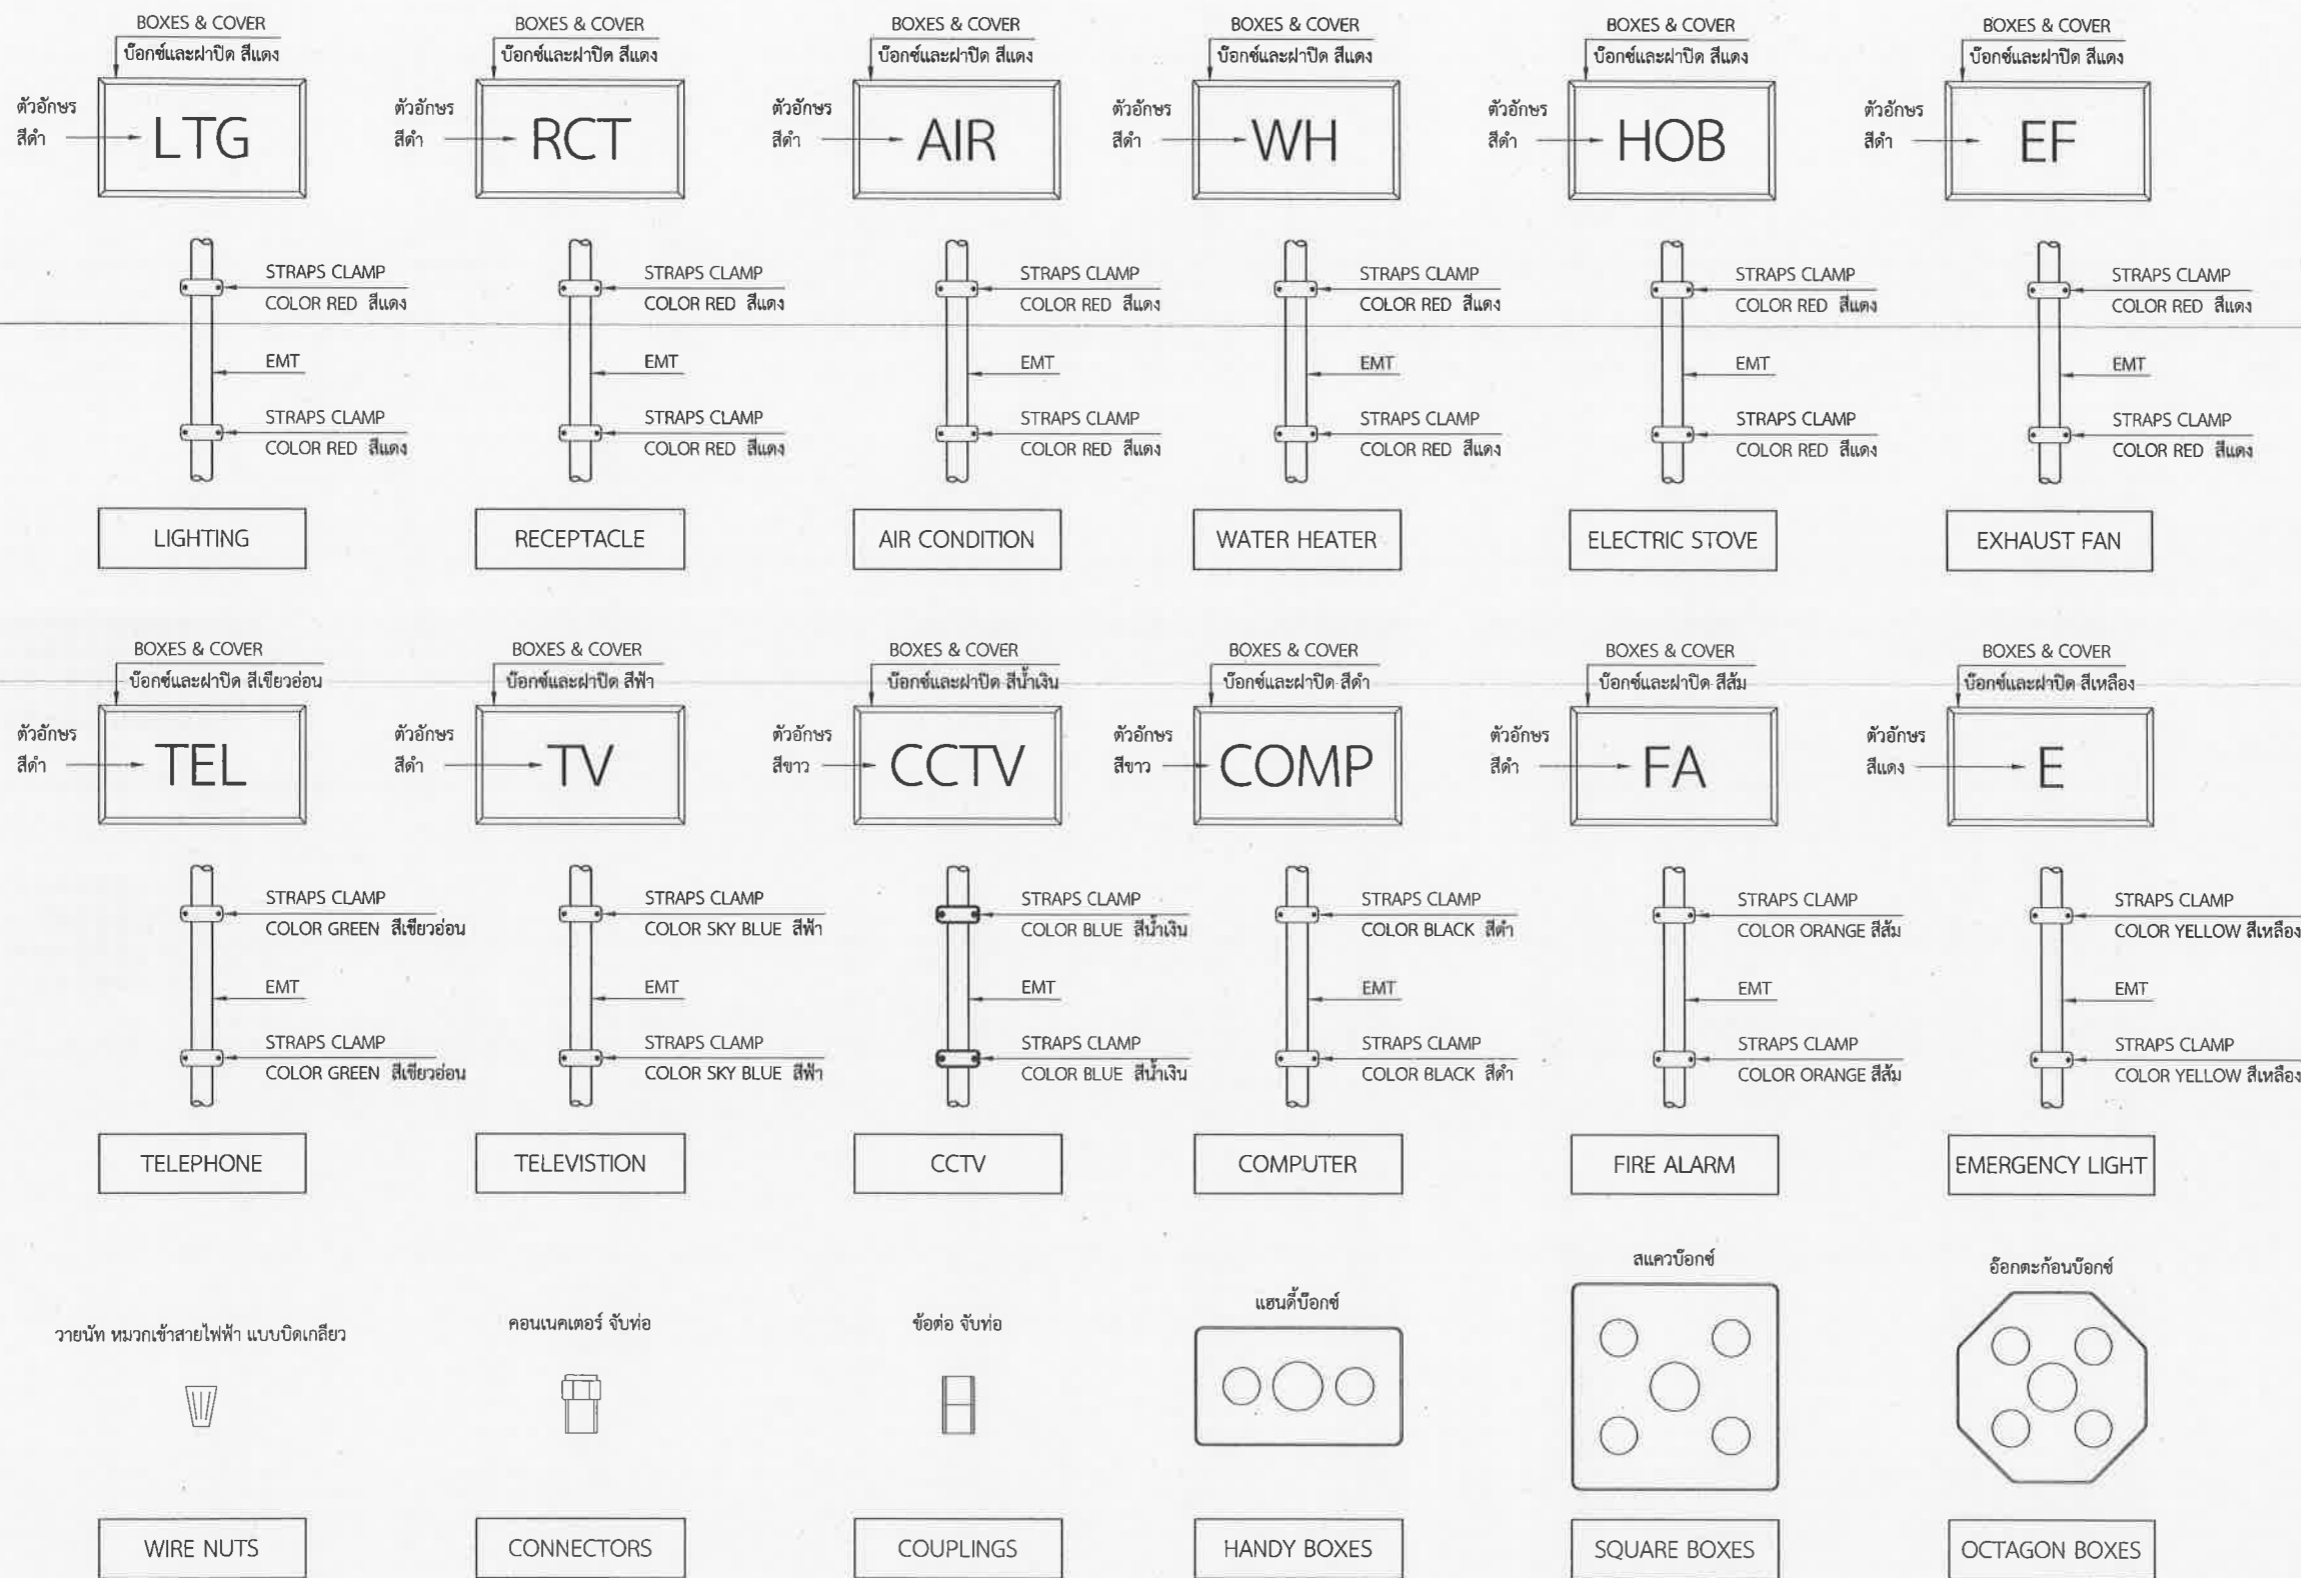 BOXES & COVER
บ๊อกซ์และฝาปิด สีแดง
ตัวอักษร
สีดำ
LTG
STRAPS CLAMP
COLOR RED สีแดง
EMT
STRAPS CLAMP
COLOR RED สีแดง
LIGHTING
BOXES & COVER
บ๊อกซ์และฝาปิด สีแดง
ตัวอักษร
สีดำ
RCT
STRAPS CLAMP
COLOR RED สีแดง
EMT
STRAPS CLAMP
COLOR RED สีแดง
RECEPTACLE
BOXES & COVER
บ๊อกซ์และฝาปิด สีแดง
ตัวอักษร
สีดำ
AIR
STRAPS CLAMP
COLOR RED สีแดง
EMT
STRAPS CLAMP
COLOR RED สีแดง
AIR CONDITION
BOXES & COVER
บ๊อกซ์และฝาปิด สีแดง
ตัวอักษร
สีดำ
WH
STRAPS CLAMP
COLOR RED สีแดง
EMT
STRAPS CLAMP
COLOR RED สีแดง
WATER HEATER
BOXES & COVER
บ๊อกซ์และฝาปิด สีแดง
ตัวอักษร
สีดำ
HOB
STRAPS CLAMP
COLOR RED สีแดง
EMT
STRAPS CLAMP
COLOR RED สีแดง
ELECTRIC STOVE
BOXES & COVER
บ๊อกซ์และฝาปิด สีแดง
ตัวอักษร
สีดำ
EF
STRAPS CLAMP
COLOR RED สีแดง
EMT
STRAPS CLAMP
COLOR RED สีแดง
EXHAUST FAN
BOXES & COVER
บ๊อกซ์และฝาปิด สีเขียวอ่อน
ตัวอักษร
สีดำ
TEL
STRAPS CLAMP
COLOR GREEN สีเขียวอ่อน
EMT
STRAPS CLAMP
COLOR GREEN สีเขียวอ่อน
TELEPHONE
BOXES & COVER
บ๊อกซ์และฝาปิด สีฟ้า
ตัวอักษร
สีดำ
TV
STRAPS CLAMP
COLOR SKY BLUE สีฟ้า
EMT
STRAPS CLAMP
COLOR SKY BLUE สีฟ้า
TELEVISTION
BOXES & COVER
บ๊อกซ์และฝาปิด สีน้ำเงิน
ตัวอักษร
สีขาว
CCTV
STRAPS CLAMP
COLOR BLUE สีน้ำเงิน
EMT
STRAPS CLAMP
COLOR BLUE สีน้ำเงิน
CCTV
BOXES & COVER
บ๊อกซ์และฝาปิด สีดำ
ตัวอักษร
สีขาว
COMP
STRAPS CLAMP
COLOR BLACK สีดำ
EMT
STRAPS CLAMP
COLOR BLACK สีดำ
COMPUTER
BOXES & COVER
บ๊อกซ์และฝาปิด สีส้ม
ตัวอักษร
สีดำ
FA
STRAPS CLAMP
COLOR ORANGE สีส้ม
EMT
STRAPS CLAMP
COLOR ORANGE สีส้ม
FIRE ALARM
BOXES & COVER
บ๊อกซ์และฝาปิด สีเหลือง
ตัวอักษร
สีแดง
E
STRAPS CLAMP
COLOR YELLOW สีเหลือง
EMT
STRAPS CLAMP
COLOR YELLOW สีเหลือง
EMERGENCY LIGHT
วายนัท หมวกเข้าสายไฟฟ้า แบบบิดเกลียว
WIRE NUTS
คอนเนคเตอร์ จับท่อ
CONNECTORS
ข้อต่อ จับท่อ
COUPLINGS
แฮนดี้บ๊อกซ์
HANDY BOXES
สแควบ๊อกซ์
SQUARE BOXES
อ๊อกตะก้อนบ๊อกซ์
OCTAGON BOXES